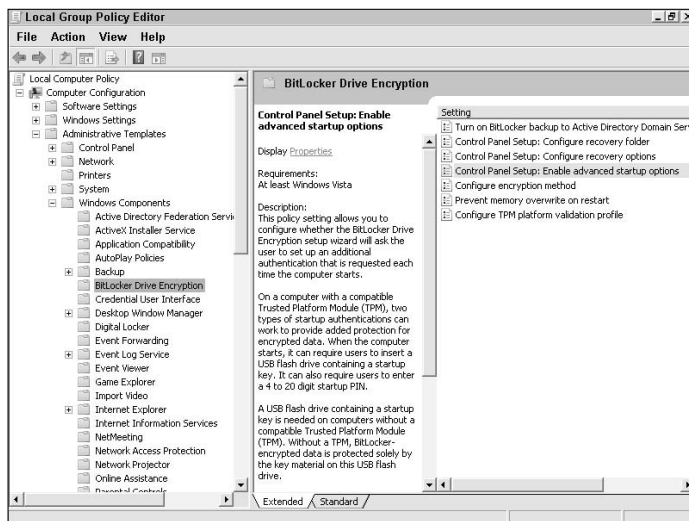 Local Group Policy Editor
File Action View Help
Local Computer Policy
Computer Configuration
Software Settings
Windows Settings
Administrative Templates
Control Panel
Network
Printers
System
Windows Components
Active Directory Federation Servi
ActiveX Installer Service
Application Compatibility
AutoPlay Policies
Backup
BitLocker Drive Encryption
Credential User Interface
Desktop Window Manager
Digital Locker
Event Forwarding
Event Log Service
Event Viewer
Game Explorer
Import Video
Internet Explorer
Internet Information Services
NetMeeting
Network Access Protection
Network Projector
Online Assistance
Parental Controls
BitLocker Drive Encryption
Control Panel Setup: Enable
advanced startup options
Display Properties
Requirements:
At least Windows Vista
Description:
This policy setting allows you to
configure whether the BitLocker Drive
Encryption setup wizard will ask the
user to set up an additional
authentication that is requested each
time the computer starts.
On a computer with a compatible
Trusted Platform Module (TPM), two
types of startup authentications can
work to provide added protection for
encrypted data. When the computer
starts, it can require users to insert a
USB flash drive containing a startup
key. It can also require users to enter
a 4 to 20 digit startup PIN.
A USB flash drive containing a startup
key is needed on computers without a
compatible Trusted Platform Module
(TPM). Without a TPM, BitLocker-
encrypted data is protected solely by
the key material on this USB flash
drive.
Setting
Turn on BitLocker backup to Active Directory Domain Ser
Control Panel Setup: Configure recovery folder
Control Panel Setup: Configure recovery options
Control Panel Setup: Enable advanced startup options
Configure encryption method
Prevent memory overwrite on restart
Configure TPM platform validation profile
Extended Standard